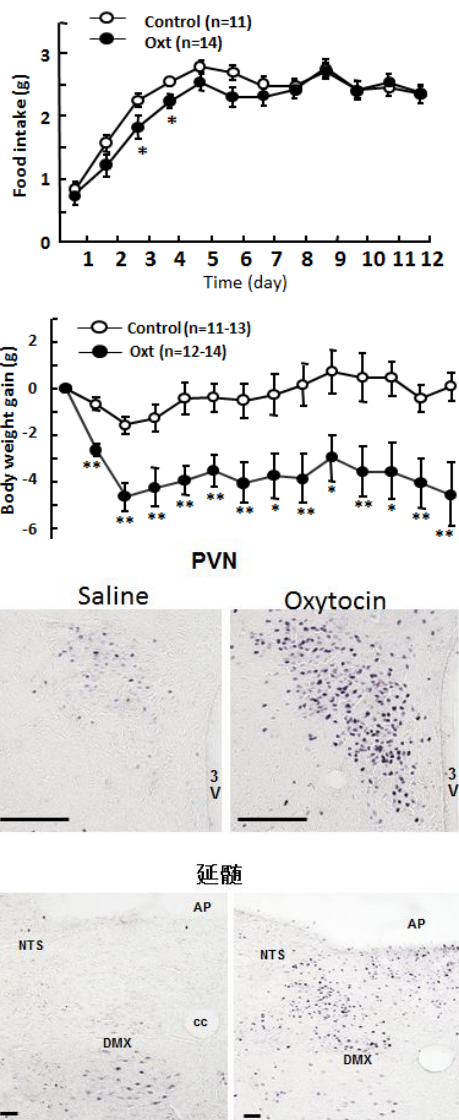 Control (n=11)
Oxt (n=14)
Food intake (g)
3
2
1
0
*
*
1 2 3 4 5 6 7 8 9 10 11 12
Time (day)
Control (n=11-13)
Oxt (n=12-14)
Body weight gain (g)
2
0
-2
-4
-6
** ** ** ** ** ** * ** * ** * ** **
PVN
Saline
Oxytocin
3
V
3
V
延髄
AP
NTS
cc
DMX
AP
NTS
DMX